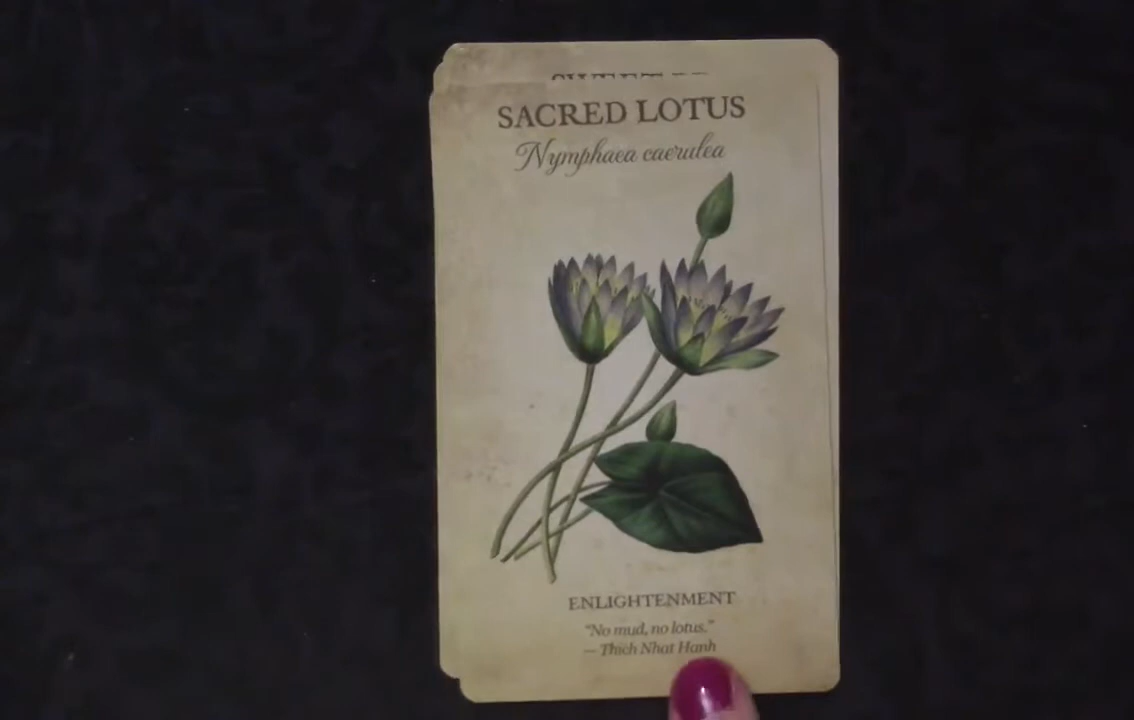 SACRED LOTUS
Nymphaea caerulea
ENLIGHTENMENT
"No mud, no lotus."
— Thich Nhat Hanh